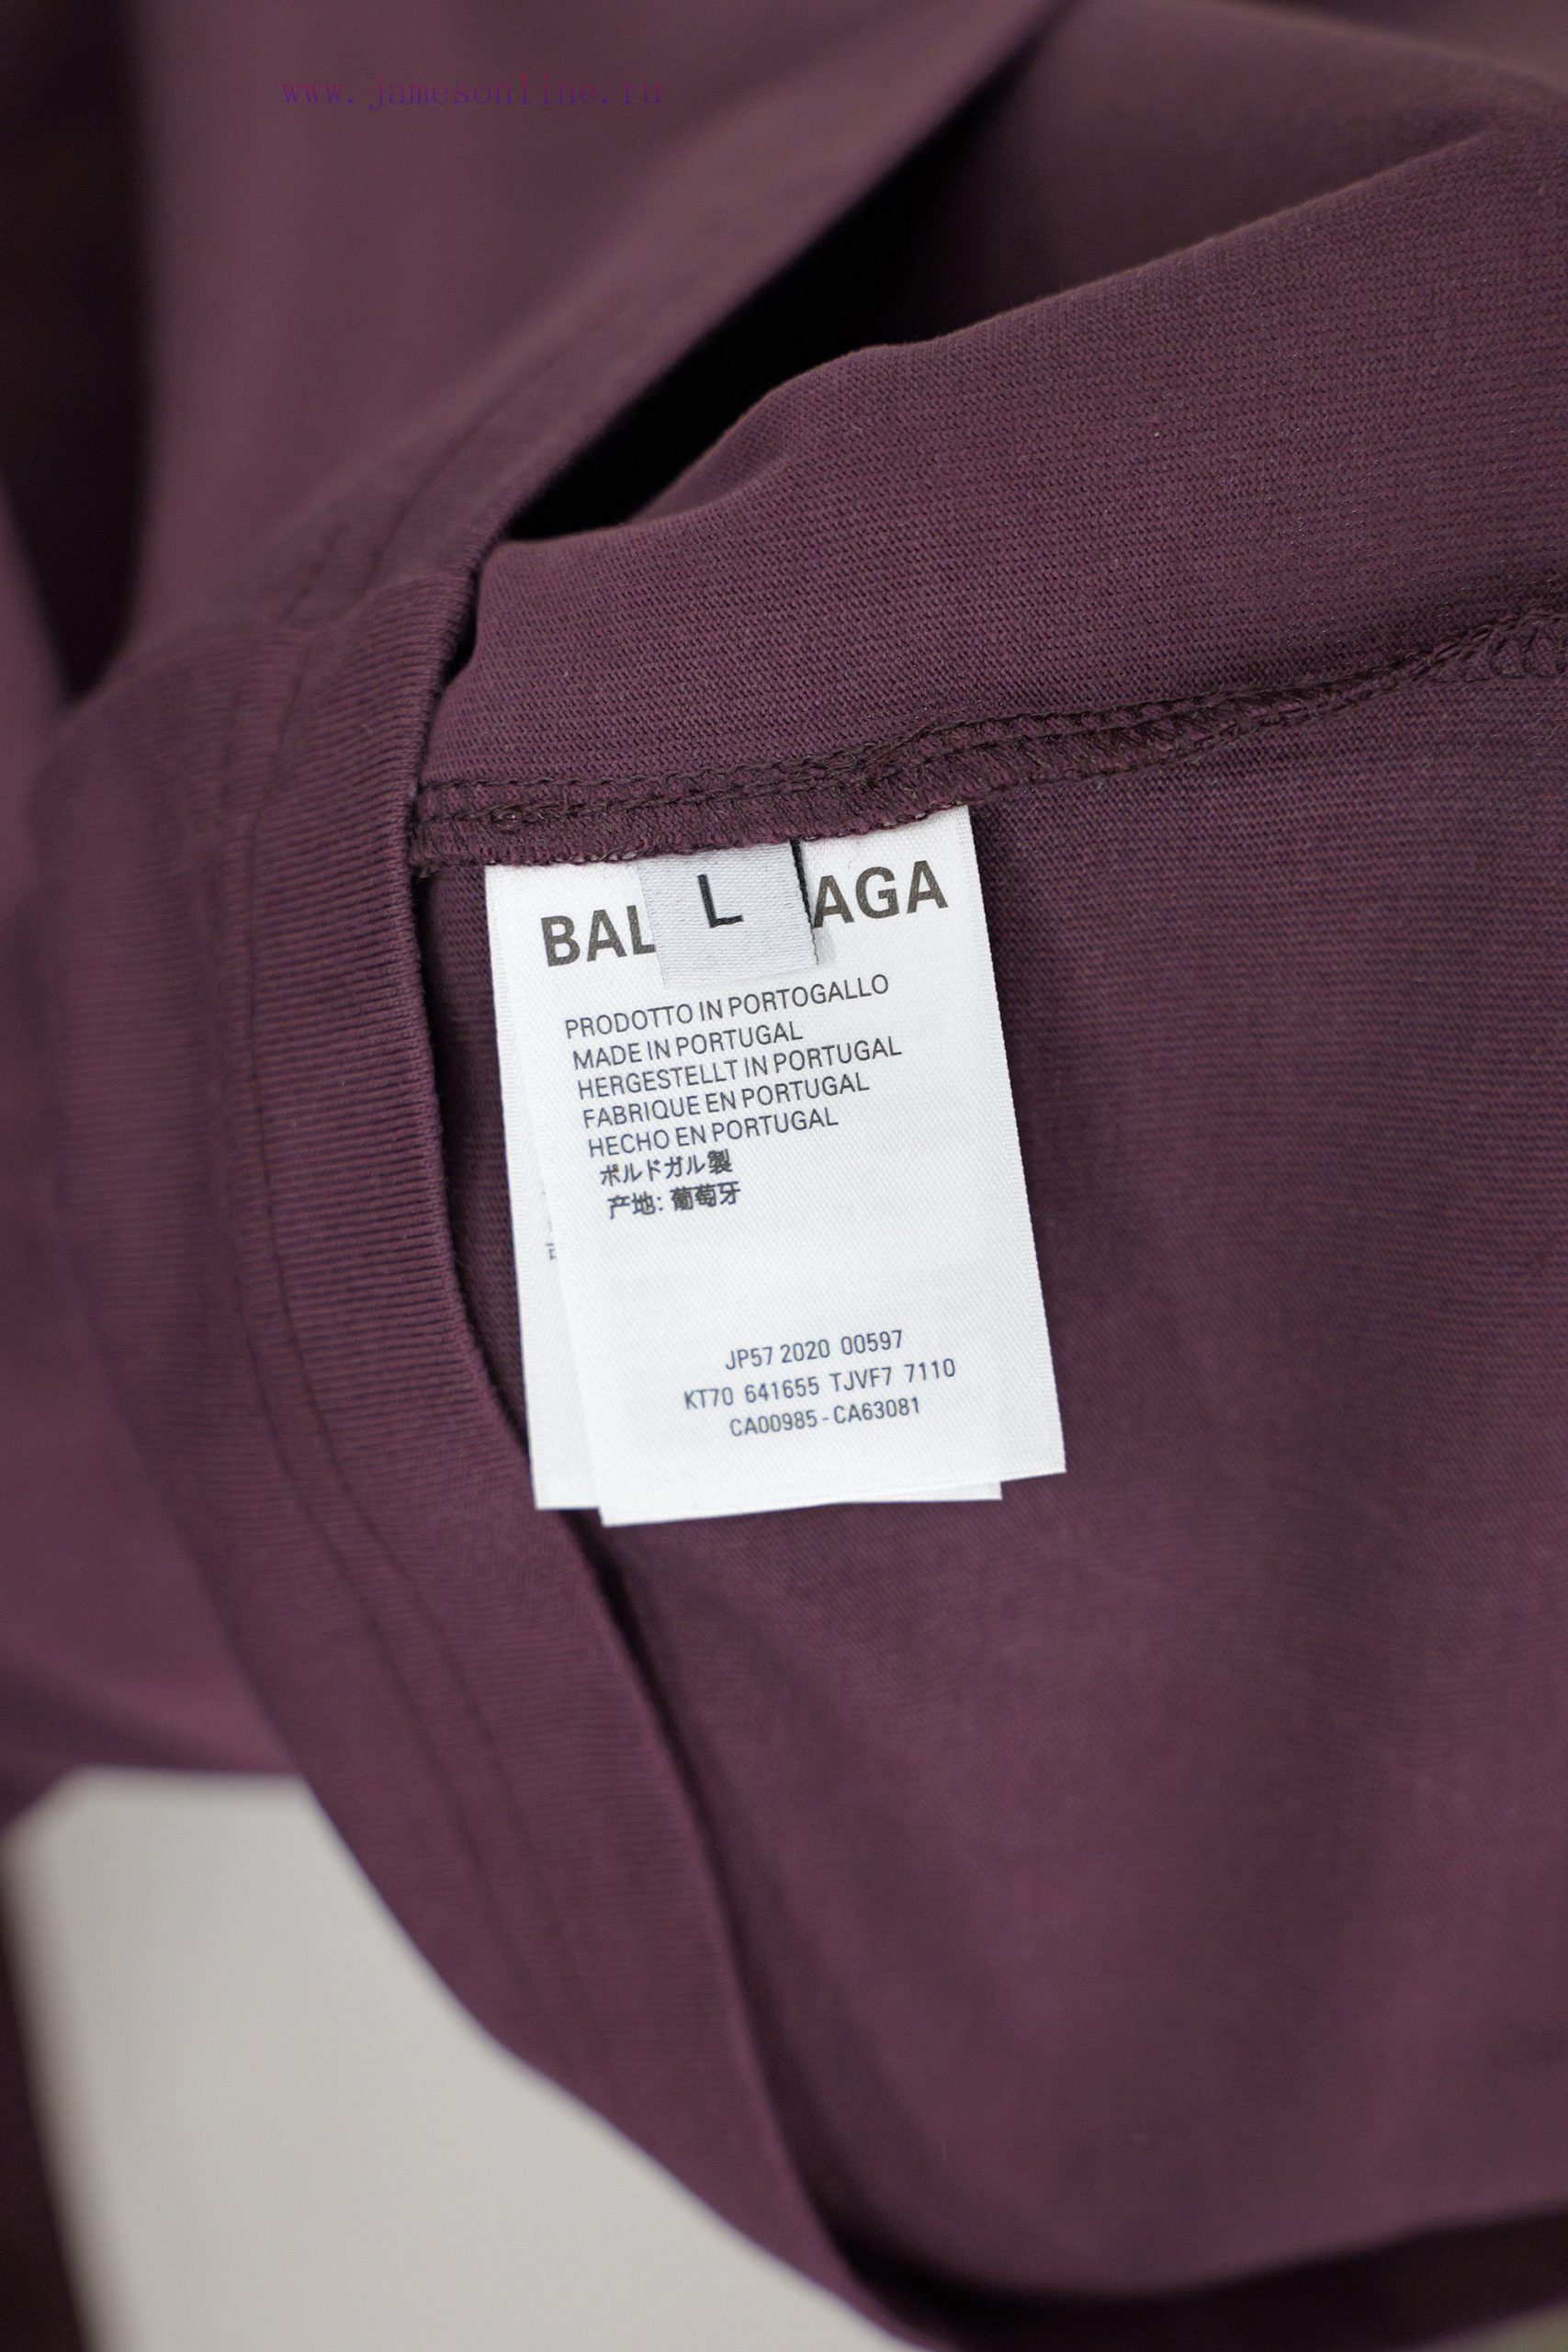 www.jamesonline.ru
BAL L AGA
PRODOTTO IN PORTOGALLO
MADE IN PORTUGAL
HERGESTELLT IN PORTUGAL
FABRIQUE EN PORTUGAL
HECHO EN PORTUGAL
ポルトガル製
产地: 葡萄牙
JP57 2020 00597
KT70 641655 TJVF7 7110
CA00985-CA63081